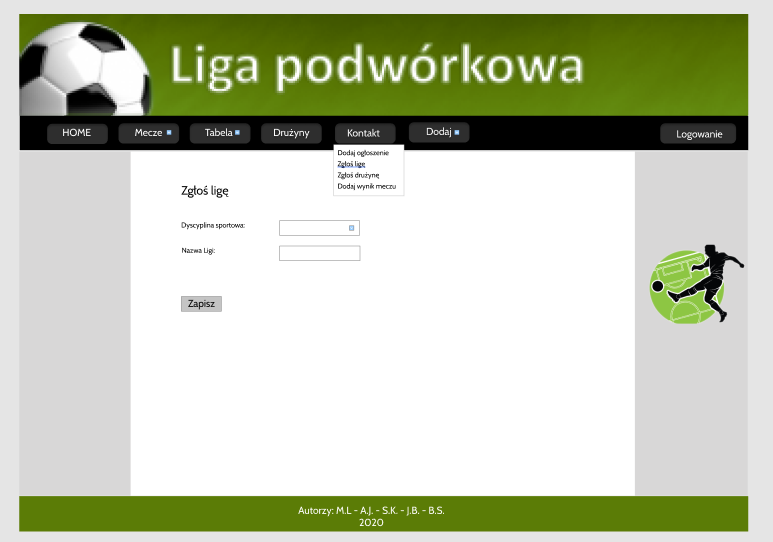 Liga podwórkowa
HOME
Mecze
Tabela
Drużyny
Kontakt
Dodaj
Logowanie
Dodaj ogłoszenie
Zgłoś ligę
Zgłoś drużynę
Dodaj wynik meczu
Zgłoś ligę
Dyscyplina sportowa:
Nazwa Ligi:
Zapisz
Autorzy: M.L - A.J. - S.K. - J.B. - B.S.
2020